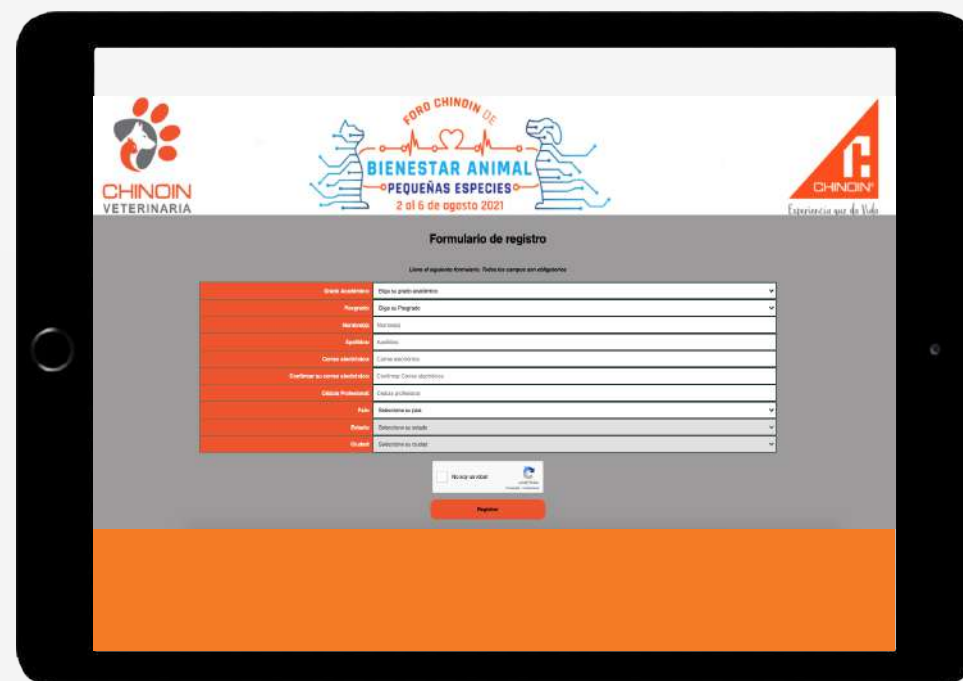 CHINOIN
VETERINARIA
FORO CHINOIN DE
BIENESTAR ANIMAL
PEQUEÑAS ESPECIES
2 al 6 de agosto 2021
CHINOIN®
Experiencia que da Vida
Formulario de registro
Llene el siguiente formulario. Todos los campos son obligatorios
Grado Académico Elija su grado académico
Posgrado Elija su Posgrado
Nombre(s) Nombre(s)
Apellidos Apellidos
Correo electrónico Correo electrónico
Confirmar su correo electrónico Confirmar Correo electrónico
Cédula Profesional Cédula profesional
País Seleccione su país
Estado Seleccione su estado
Ciudad Seleccione su ciudad
No soy un robot
reCAPTCHA
Registrar